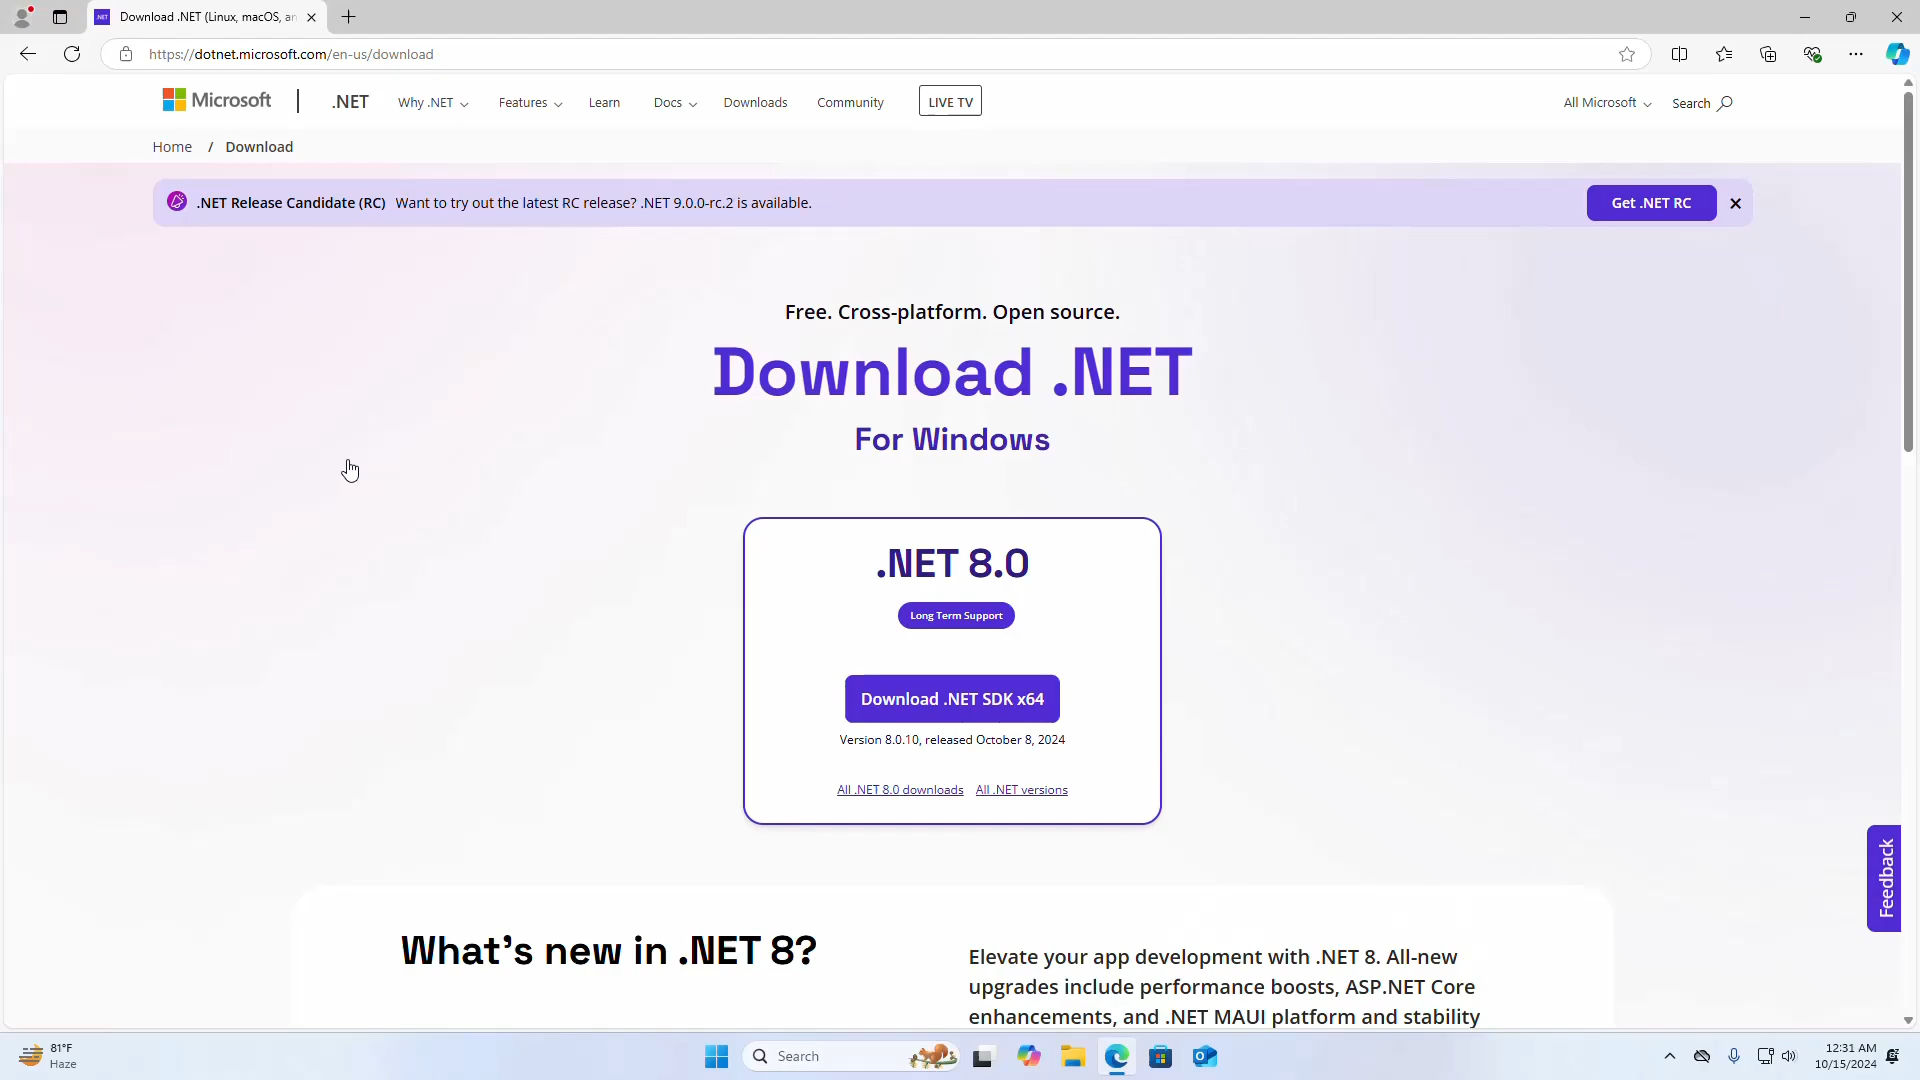 Download .NET (Linux, macOS, an
https://dotnet.microsoft.com/en-us/download
Microsoft
.NET
Why .NET
Features
Learn
Docs
Downloads
Community
LIVE TV
All Microsoft
Search
Home / Download
.NET Release Candidate (RC) Want to try out the latest RC release? .NET 9.0.0-rc.2 is available.
Get .NET RC
Free. Cross-platform. Open source.
Download .NET
For Windows
.NET 8.0
Long Term Support
Download .NET SDK x64
Version 8.0.10, released October 8, 2024
All .NET 8.0 downloads All .NET versions
Feedback
What's new in .NET 8?
Elevate your app development with .NET 8. All-new
upgrades include performance boosts, ASP.NET Core
enhancements, and .NET MAUI platform and stability
81°F
Haze
Search
12:31 AM
10/15/2024